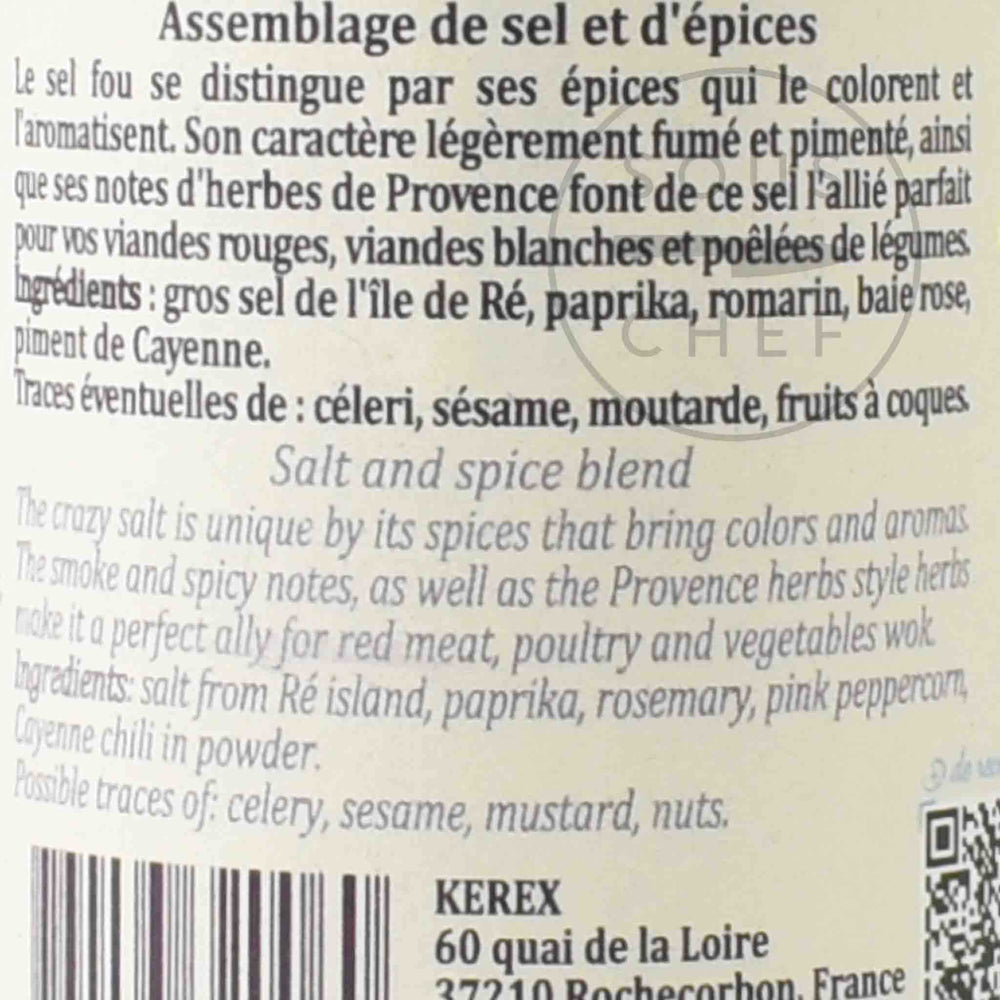 Assemblage de sel et d'épices
Le sel fou se distingue par ses épices qui le colorent et
l'aromatisent. Son caractère légèrement fumé et pimenté, ainsi
que ses notes d'herbes de Provence font de ce sel l'allié parfait
pour vos viandes rouges, viandes blanches et poêlées de légumes.
Ingrédients : gros sel de l'île de Ré, paprika, romarin, baie rose,
piment de Cayenne.
Traces éventuelles de : céleri, sésame, moutarde, fruits à coques.
Salt and spice blend
The crazy salt is unique by its spices that bring colors and aromas.
The smoke and spicy notes, as well as the Provence herbs style herbs
make it a perfect ally for red meat, poultry and vegetables wok.
Ingredients: salt from Ré island, paprika, rosemary, pink peppercorn,
Cayenne chili in powder.
Possible traces of: celery, sesame, mustard, nuts.
KEREX
60 quai de la Loire
37210 Rochecorbon, France
SOUS
CHEF
de